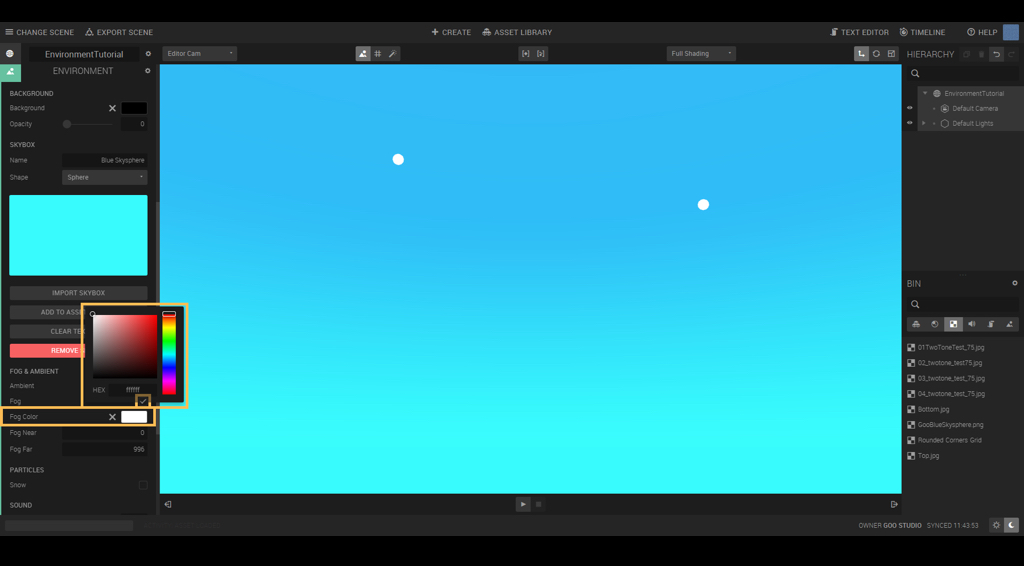 CHANGE SCENE
EXPORT SCENE
CREATE
ASSET LIBRARY
TEXT EDITOR
TIMELINE
HELP
EnvironmentTutorial
Editor Cam
Full Shading
HIERARCHY
ENVIRONMENT
BACKGROUND
Background
Opacity
0
SKYBOX
Name
Blue Skysphere
Shape
Sphere
IMPORT SKYBOX
ADD TO ASS
CLEAR TE
REMOVE
HEX
ffffff
FOG & AMBIENT
Ambient
Fog
Fog Color
Fog Near
0
Fog Far
996
PARTICLES
Snow
SOUND
EnvironmentTutorial
Default Camera
Default Lights
BIN
01TwoToneTest_75.jpg
02_twotone_test75.jpg
03_twotone_test_75.jpg
04_twotone_test_75.jpg
Bottom.jpg
GooBlueSkysphere.png
Rounded Corners Grid
Top.jpg
OWNER GOO STUDIO
SYNCED 11:43:53